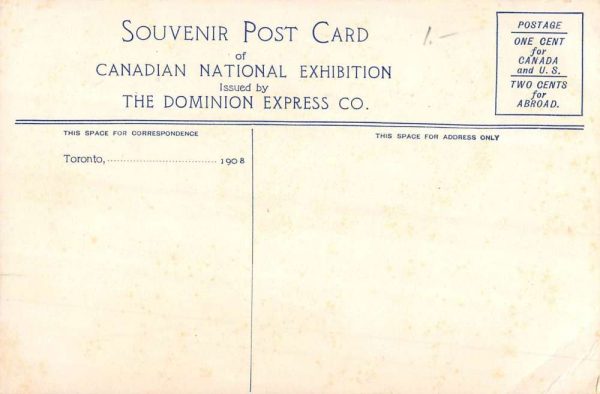 SOUVENIR POST CARD
of
CANADIAN NATIONAL EXHIBITION
Issued by
THE DOMINION EXPRESS CO.
1.-
POSTAGE
ONE CENT
for
CANADA
and U.S.
TWO CENTS
for
ABROAD.
THIS SPACE FOR CORRESPONDENCE
THIS SPACE FOR ADDRESS ONLY
Toronto, ................................ 1908